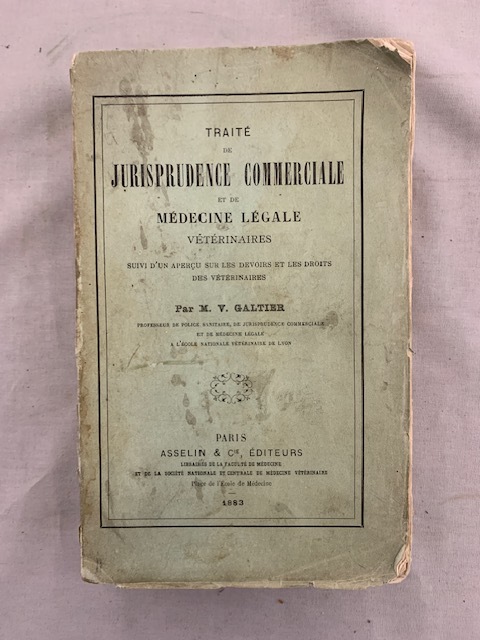 TRAITÉ
DE
JURISPRUDENCE COMMERCIALE
ET DE
MÉDECINE LÉGALE
VÉTÉRINAIRES
SUIVI D'UN APERÇU SUR LES DEVOIRS ET LES DROITS
DES VÉTÉRINAIRES
Par M. V. GALTIER
PROFESSEUR DE POLICE SANITAIRE, DE JURISPRUDENCE COMMERCIALE
ET DE MÉDECINE LÉGALE
A L'ÉCOLE NATIONALE VÉTÉRINAIRE DE LYON
PARIS
ASSELIN & Cie, ÉDITEURS
LIBRAIRES DE LA FACULTÉ DE MÉDECINE
ET DE LA SOCIÉTÉ NATIONALE ET CENTRALE DE MÉDECINE VÉTÉRINAIRE
Place de l'École de Médecine
1883